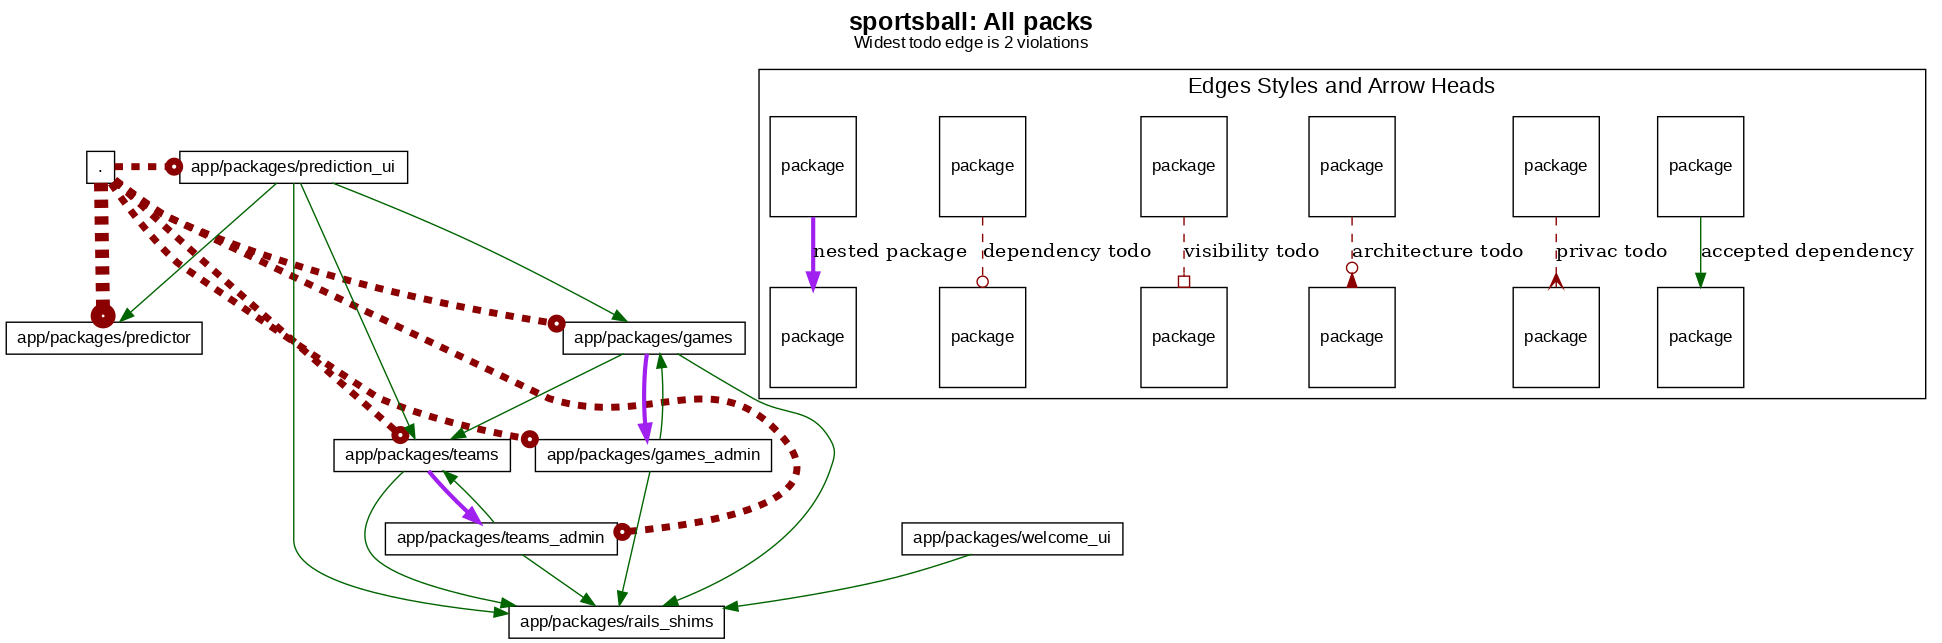 sportsball: All packs
Widest todo edge is 2 violations
Edges Styles and Arrow Heads
package
package
package
package
package
package
nested package
dependency todo
visibility todo
architecture todo
privac todo
accepted dependency
package
package
package
package
package
package
.
app/packages/prediction_ui
app/packages/predictor
app/packages/games
app/packages/teams
app/packages/games_admin
app/packages/teams_admin
app/packages/welcome_ui
app/packages/rails_shims